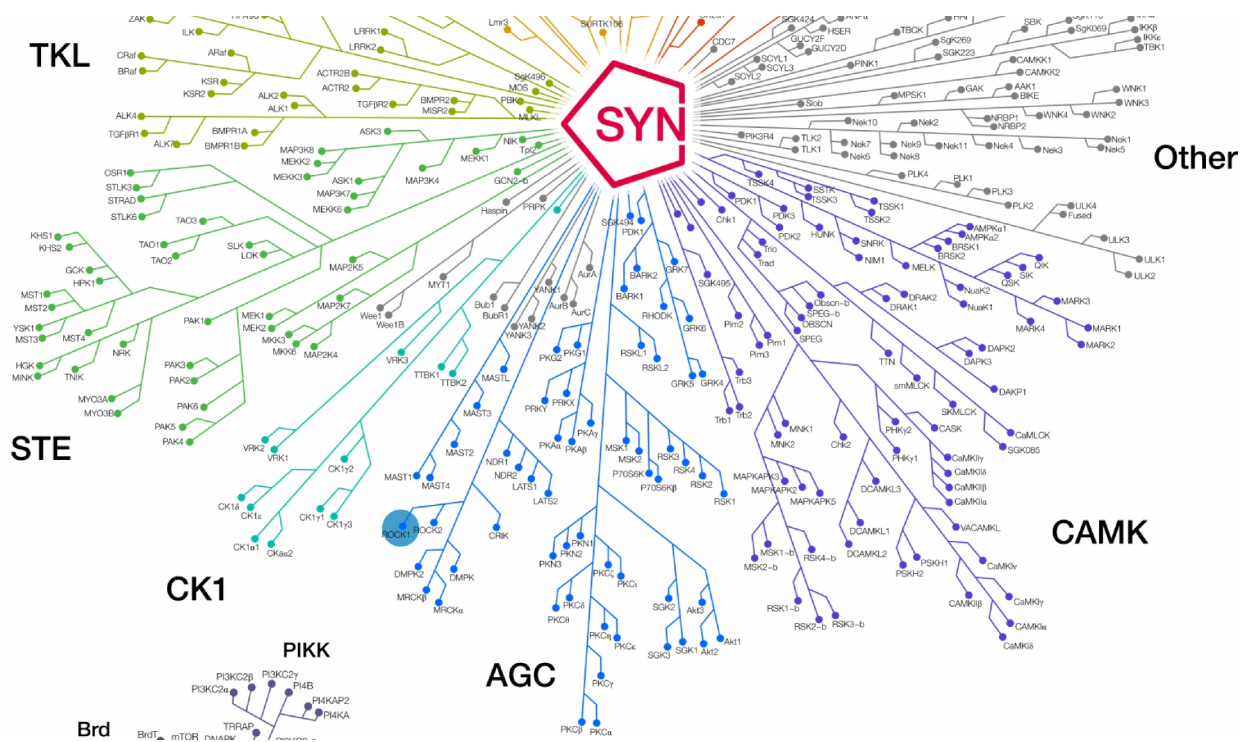 ZAK
ILK
LRRK1
LRRK2
Lmr3
CDC7
SGK424
HSER
GUCY2F
GUCY2D
SCYL1
SCYL3
SCYL2
TBCK
SgK269
SGK223
PINK1
SBK
SgK069
IKKβ
IKKε
TBK1
TKL
CRaf
BRaf
ARaf
KSR
KSR2
ACTR2B
ACTR2
ALK2
ALK1
TGFβR2
BMPR2
MISR2
SgK496
MOS
PBK
MLKL
SYN
CAMKK1
CAMKK2
GAK
AAK1
BIKE
MPSK1
Slob
WNK1
WNK3
WNK4
WNK2
NRBP1
NRBP2
ALK4
TGFβR1
ALK7
BMPR1A
BMPR1B
ASK3
MAP3K8
MEKK2
MEKK3
ASK1
MAP3K7
MEKK6
MAP3K4
MEKK1
NIK
Tpl2
GCN2~b
Haspin
PRPK
PIK3R4
TLK2
TLK1
Nek10
Nek2
Nek7
Nek6
Nek9
Nek8
Nek11
Nek4
Nek3
Nek1
Nek5
Other
OSR1
STLK3
STRAD
STLK6
TAO3
TAO1
TAO2
SLK
LOK
KHS1
KHS2
GCK
HPK1
MST1
MST2
YSK1
MST3
MST4
HGK
MINK
TNIK
NRK
MYO3A
MYO3B
PAK1
PAK3
PAK2
PAK6
PAK5
PAK4
MAP2K5
MAP2K7
MEK1
MEK2
MKK3
MKK6
MAP2K4
STE
MYT1
Wee1
Wee1B
Bub1
BubR1
YANK1
YANK2
YANK3
AurA
AurB
AurC
SGK494
PDK1
BARK2
BARK1
GRK7
RHODK
GRK6
GRK5
GRK4
RSKL1
RSKL2
PLK4
PLK1
PLK3
PLK2
ULK4
Fused
ULK3
ULK1
ULK2
TSSK4
SSTK
TSSK3
TSSK1
TSSK2
PDK1
Chk1
PDK3
PDK2
HUNK
SNRK
NIM1
Trio
Trad
MELK
AMPKα1
AMPKα2
BRSK1
BRSK2
QIK
SIK
QSK
NuaK2
NuaK1
MARK3
MARK4
MARK1
MARK2
SGK495
Pim2
Pim1
Pim3
Obscn~b
SPEG~b
OBSCN
SPEG
DRAK2
DRAK1
DAPK2
DAPK3
DAKP1
TTN
smMLCK
SKMLCK
CaMLCK
SGK085
Trb3
Trb1
Trb2
VRK3
TTBK1
TTBK2
VRK2
VRK1
CK1γ2
CK1δ
CK1ε
CK1γ1
CK1γ3
CK1α1
CKaα2
CK1
MASTL
MAST3
MAST2
MAST1
MAST4
PKG2
PKG1
PRKY
PRKX
PKAγ
PKAα
PKAβ
NDR1
NDR2
LATS1
LATS2
MSK1
MSK2
P70S6K
P70S6Kβ
RSK3
RSK4
RSK2
RSK1
ROCK1
ROCK2
CRIK
DMPK2
DMPK
MRCKβ
MRCKα
PKN1
PKN2
PKN3
PKCζ
PKCι
PKCδ
PKCθ
PKCη
PKCε
PKCγ
PKCβ
PKCα
SGK2
SGK3
SGK1
Akt3
Akt2
Akt1
AGC
MNK1
MNK2
Chk2
MAPKAPK3
MAPKAPK2
MAPKAPK5
PHKγ2
PHKγ1
CASK
CaMKIIγ
CaMKIIδ
CaMKIIβ
CaMKIIα
DCAMKL3
DCAMKL1
DCAMKL2
VACAMKL
PSKH1
PSKH2
MSK1~b
MSK2~b
RSK4~b
RSK1~b
RSK2~b
RSK3~b
CaMKIv
CAMKIIβ
CaMKIγ
CAMKIα
CaMKIδ
CAMK
PIKK
PI3KC2β
PI3KC2γ
PI3KC2α
PI4B
PI4KAP2
PI4KA
TRRAP
Brd
BrdT
mTOR